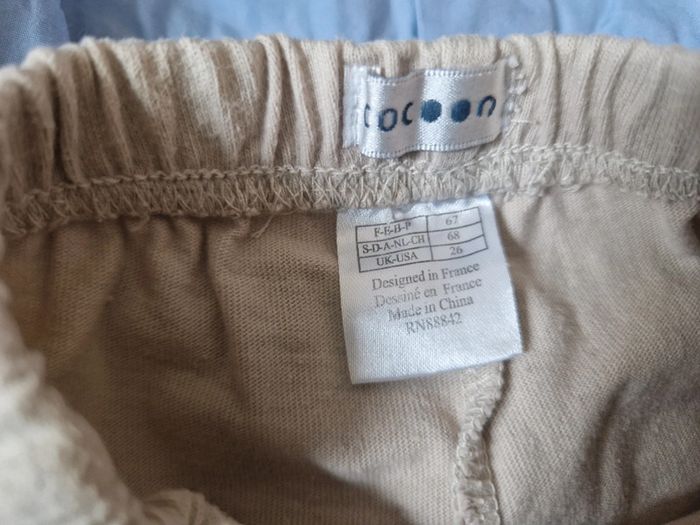 cocoon
F-E-B-P 67
S-D-A-NL-CH 68
UK-USA 26
Designed in France
Dessiné en France
Made in China
RN88842